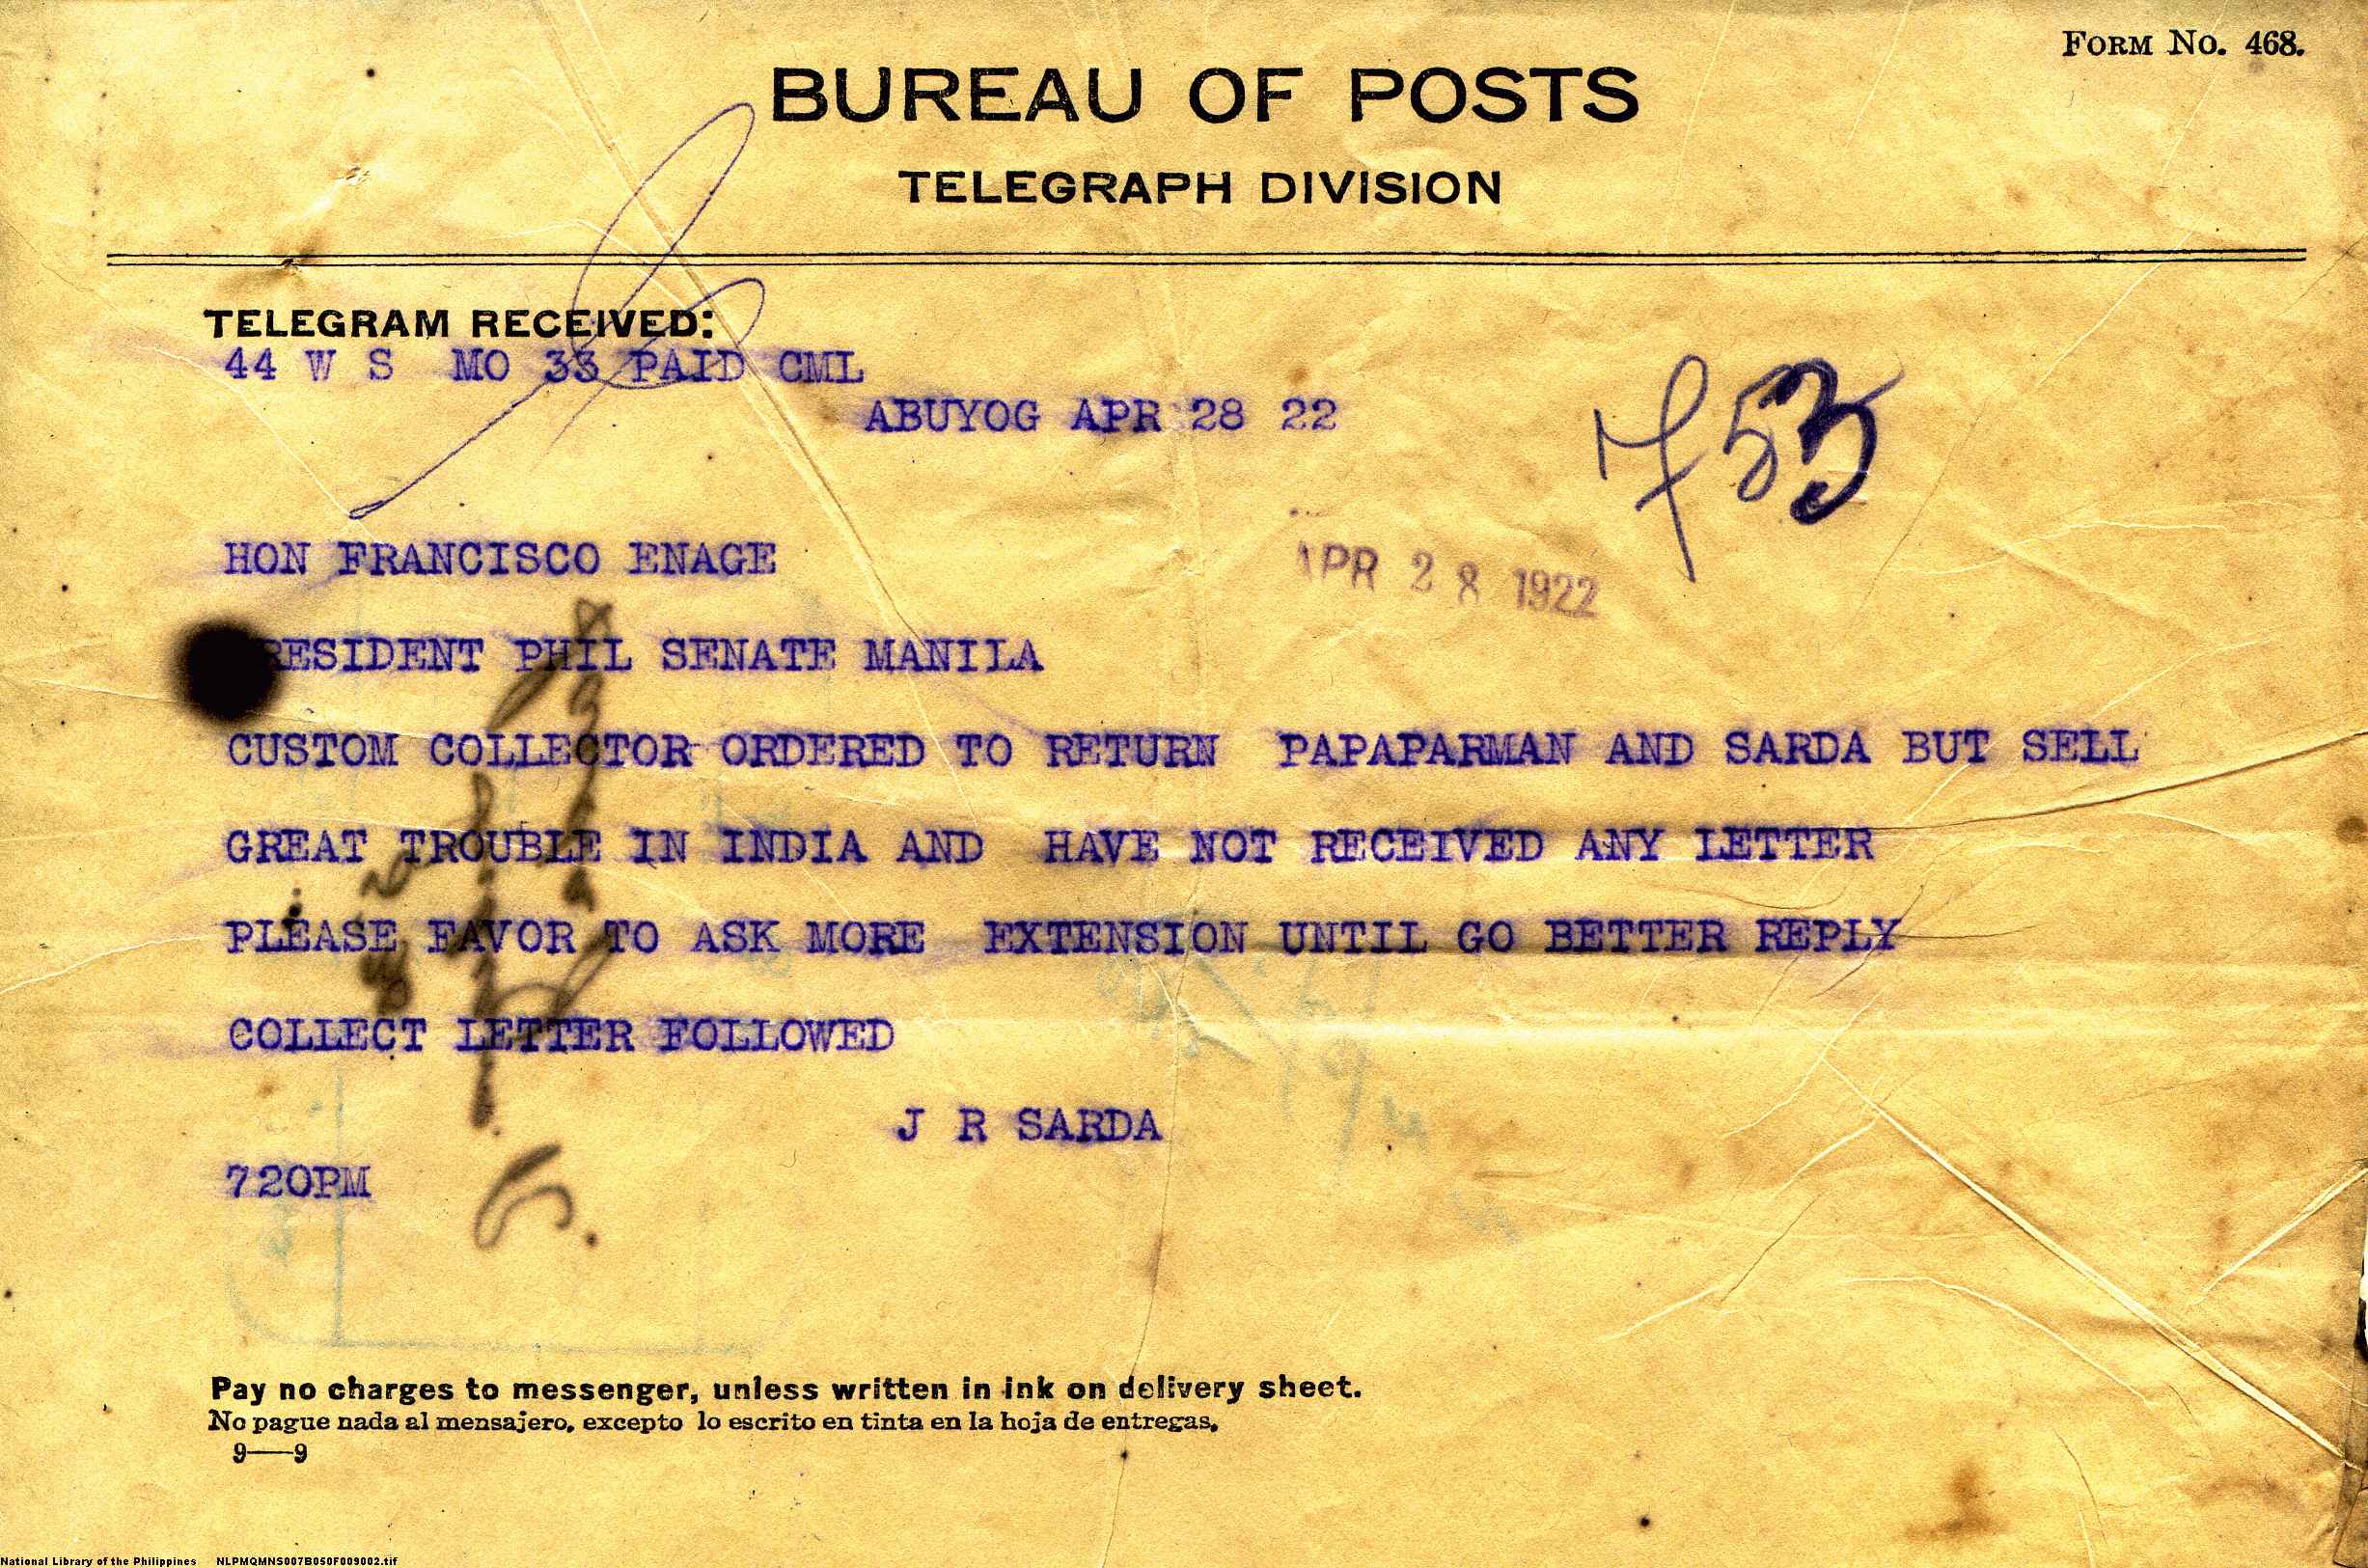 FORM NO. 468.
BUREAU OF POSTS
TELEGRAPH DIVISION
TELEGRAM RECEIVED:
44 W S MO 33 PAID CML
ABUYOG APR 28 22
453
HON FRANCISCO ENAGE
APR 28 1922
RESIDENT PHIL SENATE MANILA
CUSTOM COLLECTOR ORDERED TO RETURN PAPAPARMAN AND SARDA BUT SELL
GREAT TROUBLE IN INDIA AND HAVE NOT RECEIVED ANY LETTER
PLEASE FAVOR TO ASK MORE EXTENSION UNTIL GO BETTER REPLY
COLLECT LETTER FOLLOWED
J R SARDA
720PM
Pay no charges to messenger, unless written in ink on delivery sheet.
No pague nada al mensajero, excepto lo escrito en tinta en la hoja de entregas.
9—9
National Library of the Philippines NLPMQMNS007B050F009002.tif